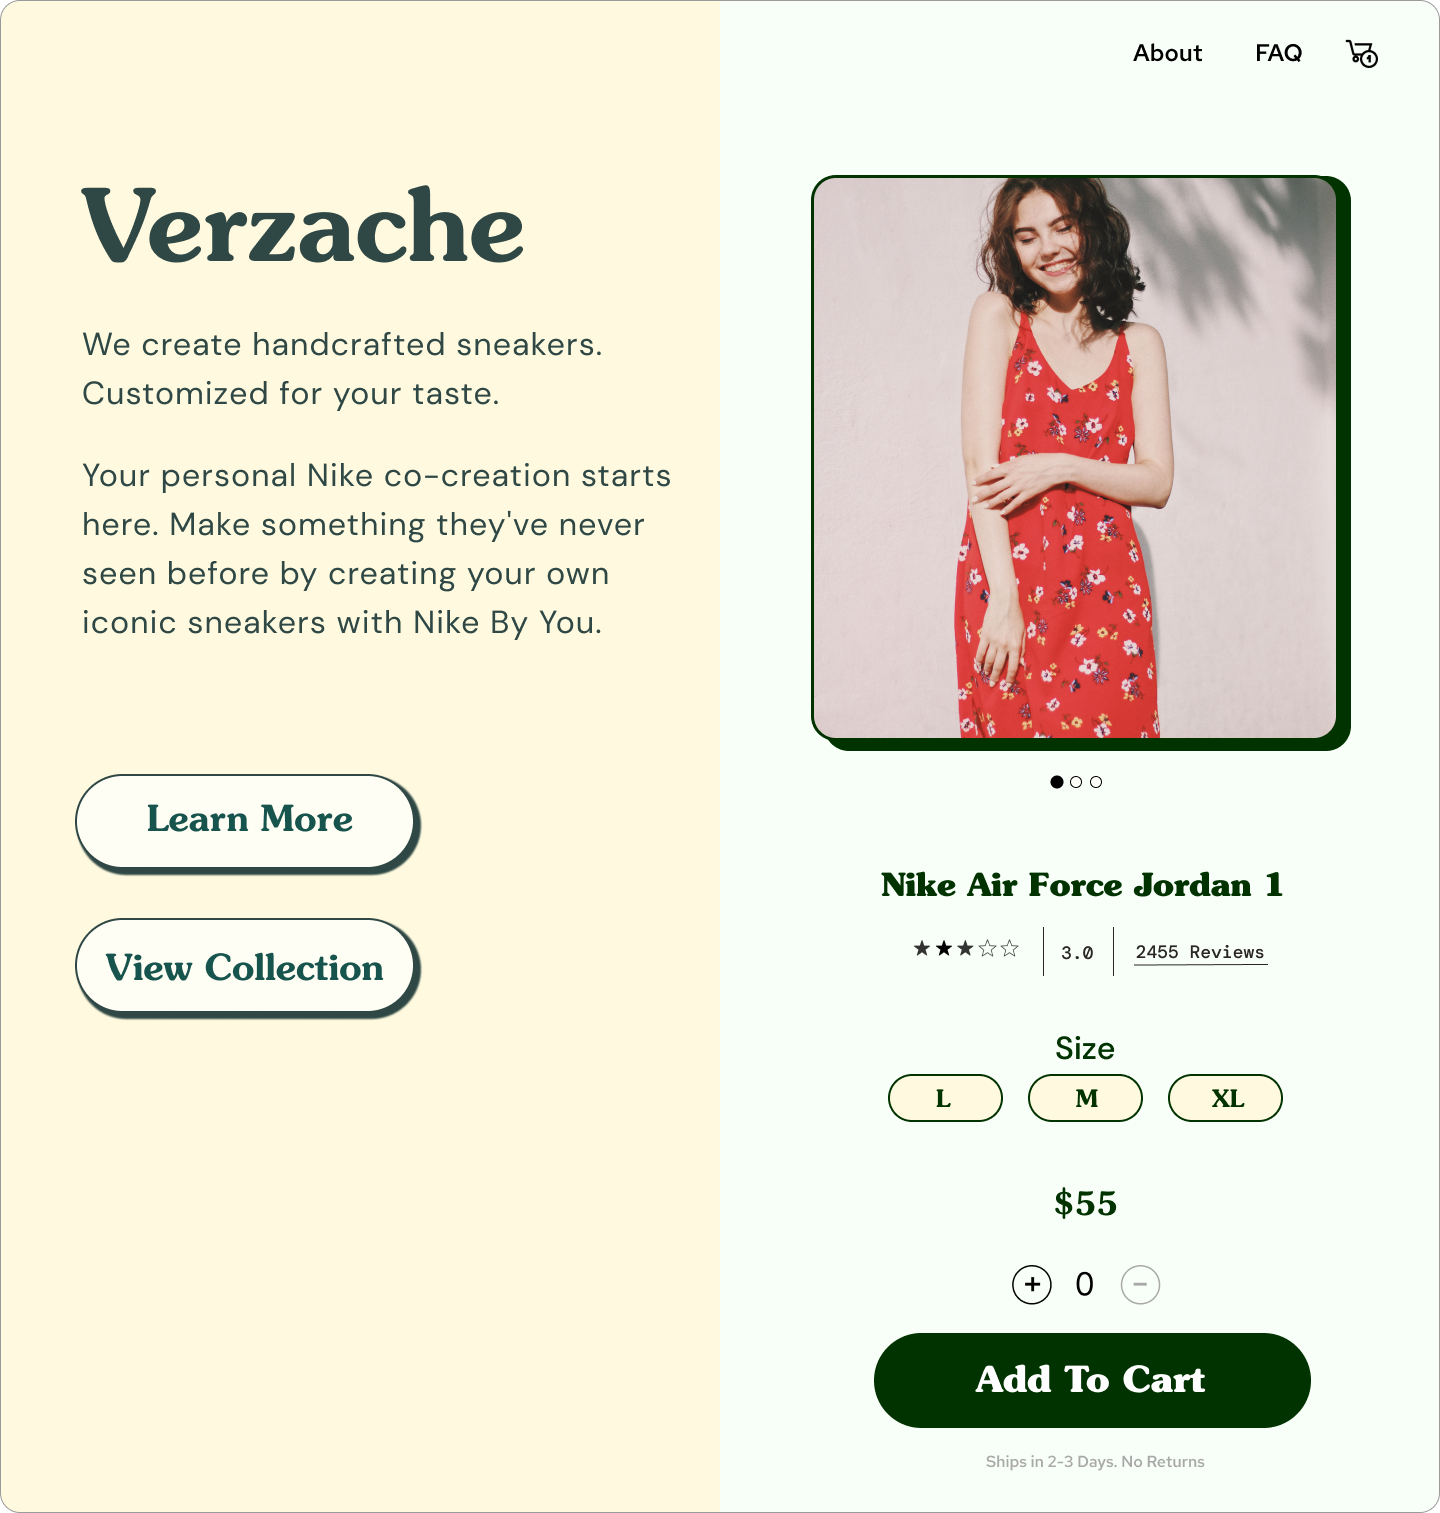 About FAQ 1
Verzache
We create handcrafted sneakers.
Customized for your taste.
Your personal Nike co-creation starts
here. Make something they've never
seen before by creating your own
iconic sneakers with Nike By You.
Learn More
View Collection
Nike Air Force Jordan 1
3.0 2455 Reviews
Size
L M XL
$55
+ 0 −
Add To Cart
Ships in 2-3 Days. No Returns